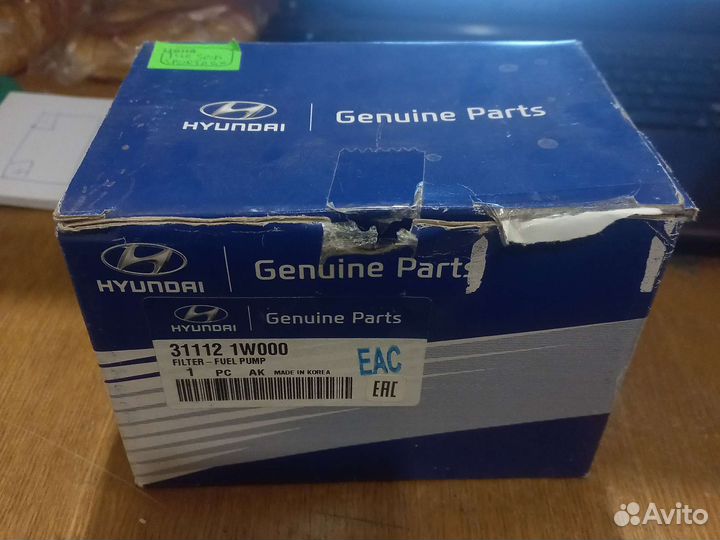 цена
HYUNDAI
Genuine Parts
HYUNDAI
Genuine Parts
HYUNDAI
Genuine Parts
31112 1W000
FILTER-FUEL PUMP
1 PC AK MADE IN KOREA
EAC
EAC
Avito